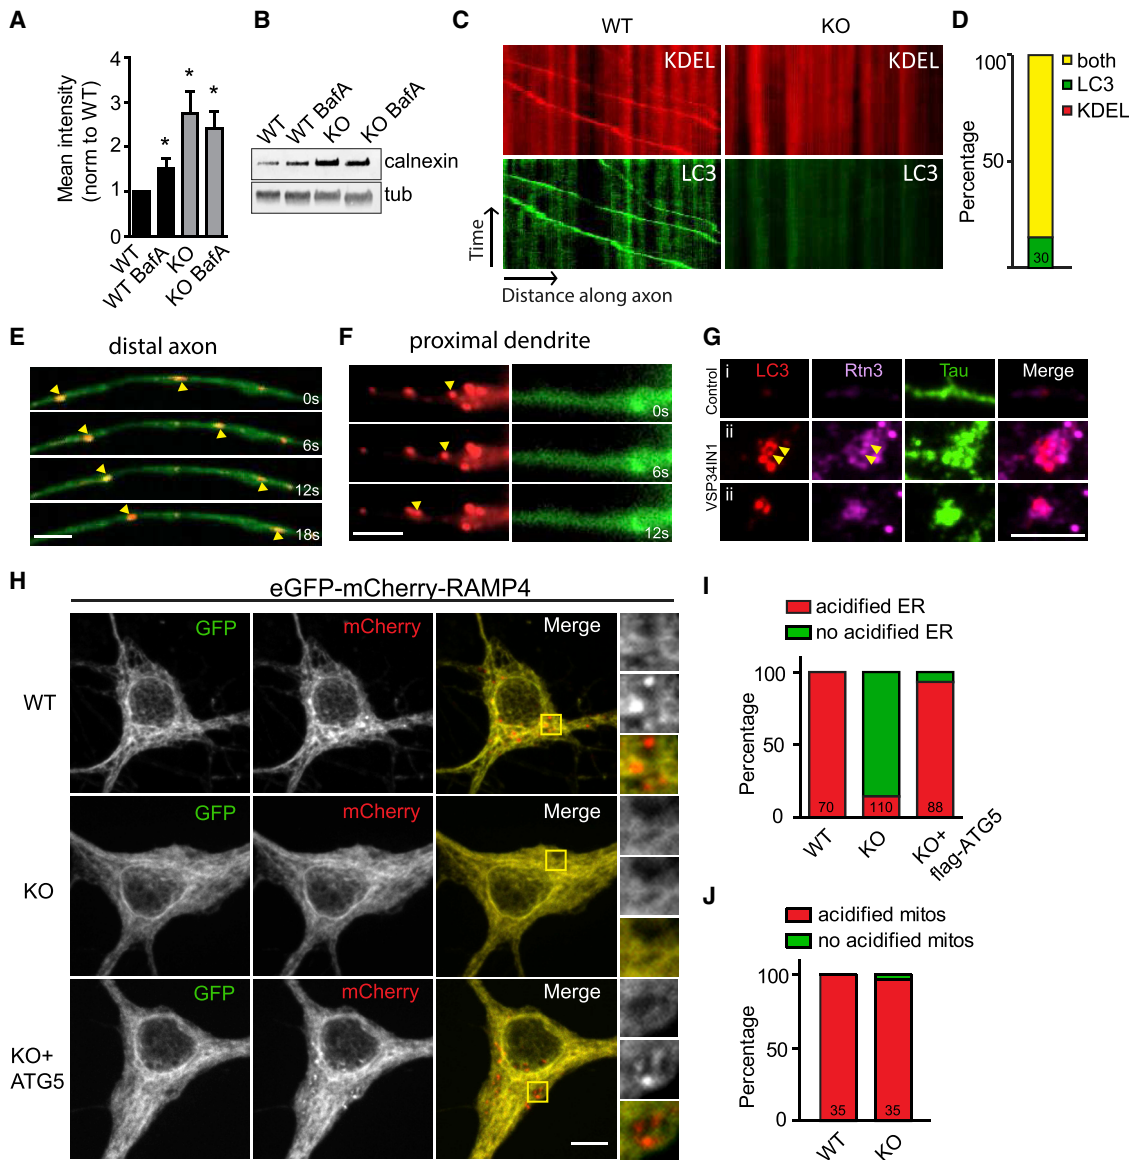 A
Mean intensity
(norm to WT)
4
3
2
1
0
*
*
*
WT
WT BafA
KO
KO BafA
B
WT
WT BafA
KO
KO BafA
calnexin
tub
C
WT
KO
KDEL
KDEL
LC3
LC3
Time
Distance along axon
D
Percentage
100
50
30
both
LC3
KDEL
E
distal axon
0s
6s
12s
18s
F
proximal dendrite
0s
6s
12s
G
Control
VSP34IN1
i
LC3
Rtn3
Tau
Merge
ii
ii
H
eGFP-mCherry-RAMP4
WT
GFP
mCherry
Merge
KO
GFP
mCherry
Merge
KO+
ATG5
GFP
mCherry
Merge
I
acidified ER
no acidified ER
Percentage
100
50
0
70
110
88
WT
KO
KO+
flag-ATG5
J
acidified mitos
no acidified mitos
Percentage
100
50
0
35
35
WT
KO